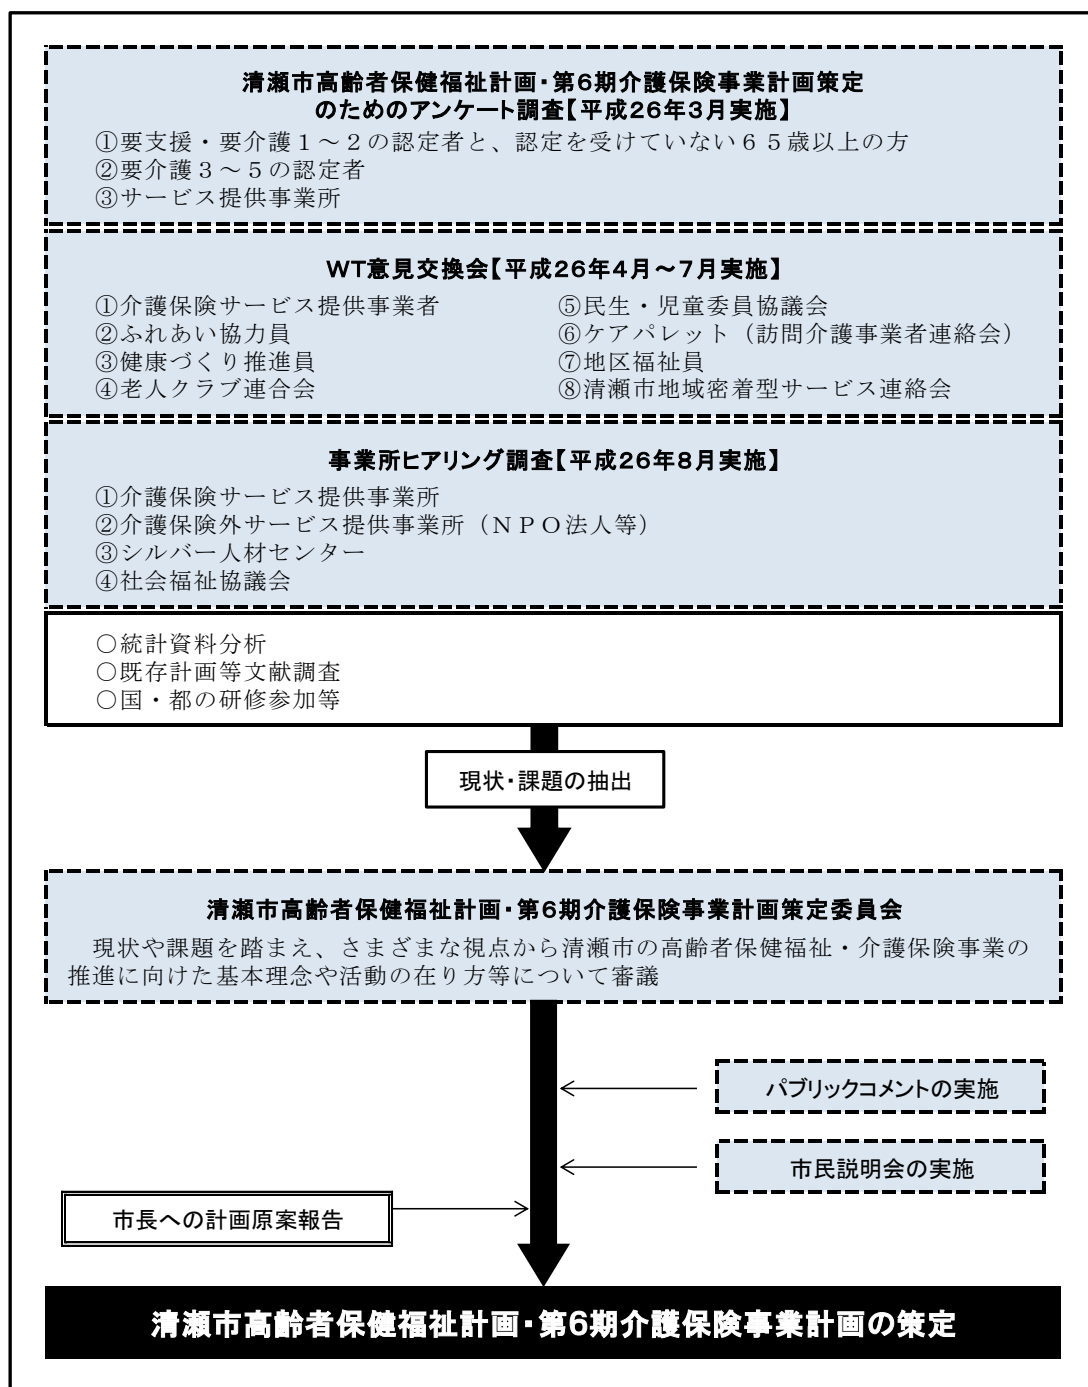 清瀬市高齢者保健福祉計画・第6期介護保険事業計画策定
のためのアンケート調査【平成26年3月実施】
①要支援・要介護１～２の認定者と、認定を受けていない６５歳以上の方
②要介護３～５の認定者
③サービス提供事業所
WT意見交換会【平成26年4月～7月実施】
①介護保険サービス提供事業者
②ふれあい協力員
③健康づくり推進員
④老人クラブ連合会
⑤民生・児童委員協議会
⑥ケアパレット（訪問介護事業者連絡会）
⑦地区福祉員
⑧清瀬市地域密着型サービス連絡会
事業所ヒアリング調査【平成26年8月実施】
①介護保険サービス提供事業所
②介護保険外サービス提供事業所（ＮＰＯ法人等）
③シルバー人材センター
④社会福祉協議会
○統計資料分析
○既存計画等文献調査
○国・都の研修参加等
現状・課題の抽出
清瀬市高齢者保健福祉計画・第6期介護保険事業計画策定委員会
現状や課題を踏まえ、さまざまな視点から清瀬市の高齢者保健福祉・介護保険事業の
推進に向けた基本理念や活動の在り方等について審議
パブリックコメントの実施
市民説明会の実施
市長への計画原案報告
清瀬市高齢者保健福祉計画・第6期介護保険事業計画の策定